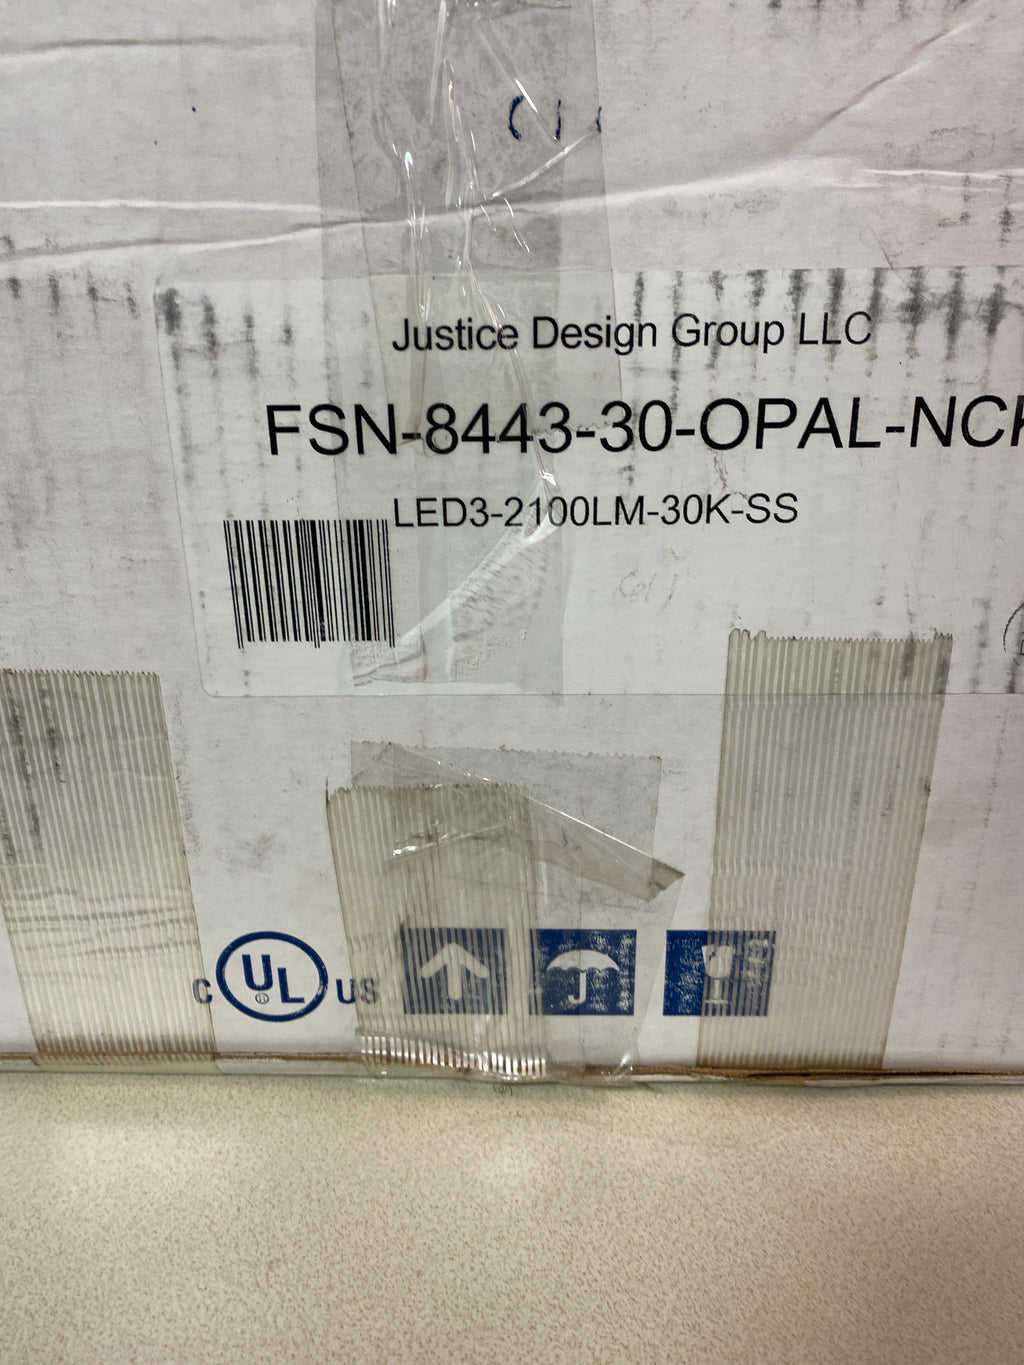 Justice Design Group LLC
FSN-8443-30-OPAL-NC
LED3-2100LM-30K-SS
C UL US